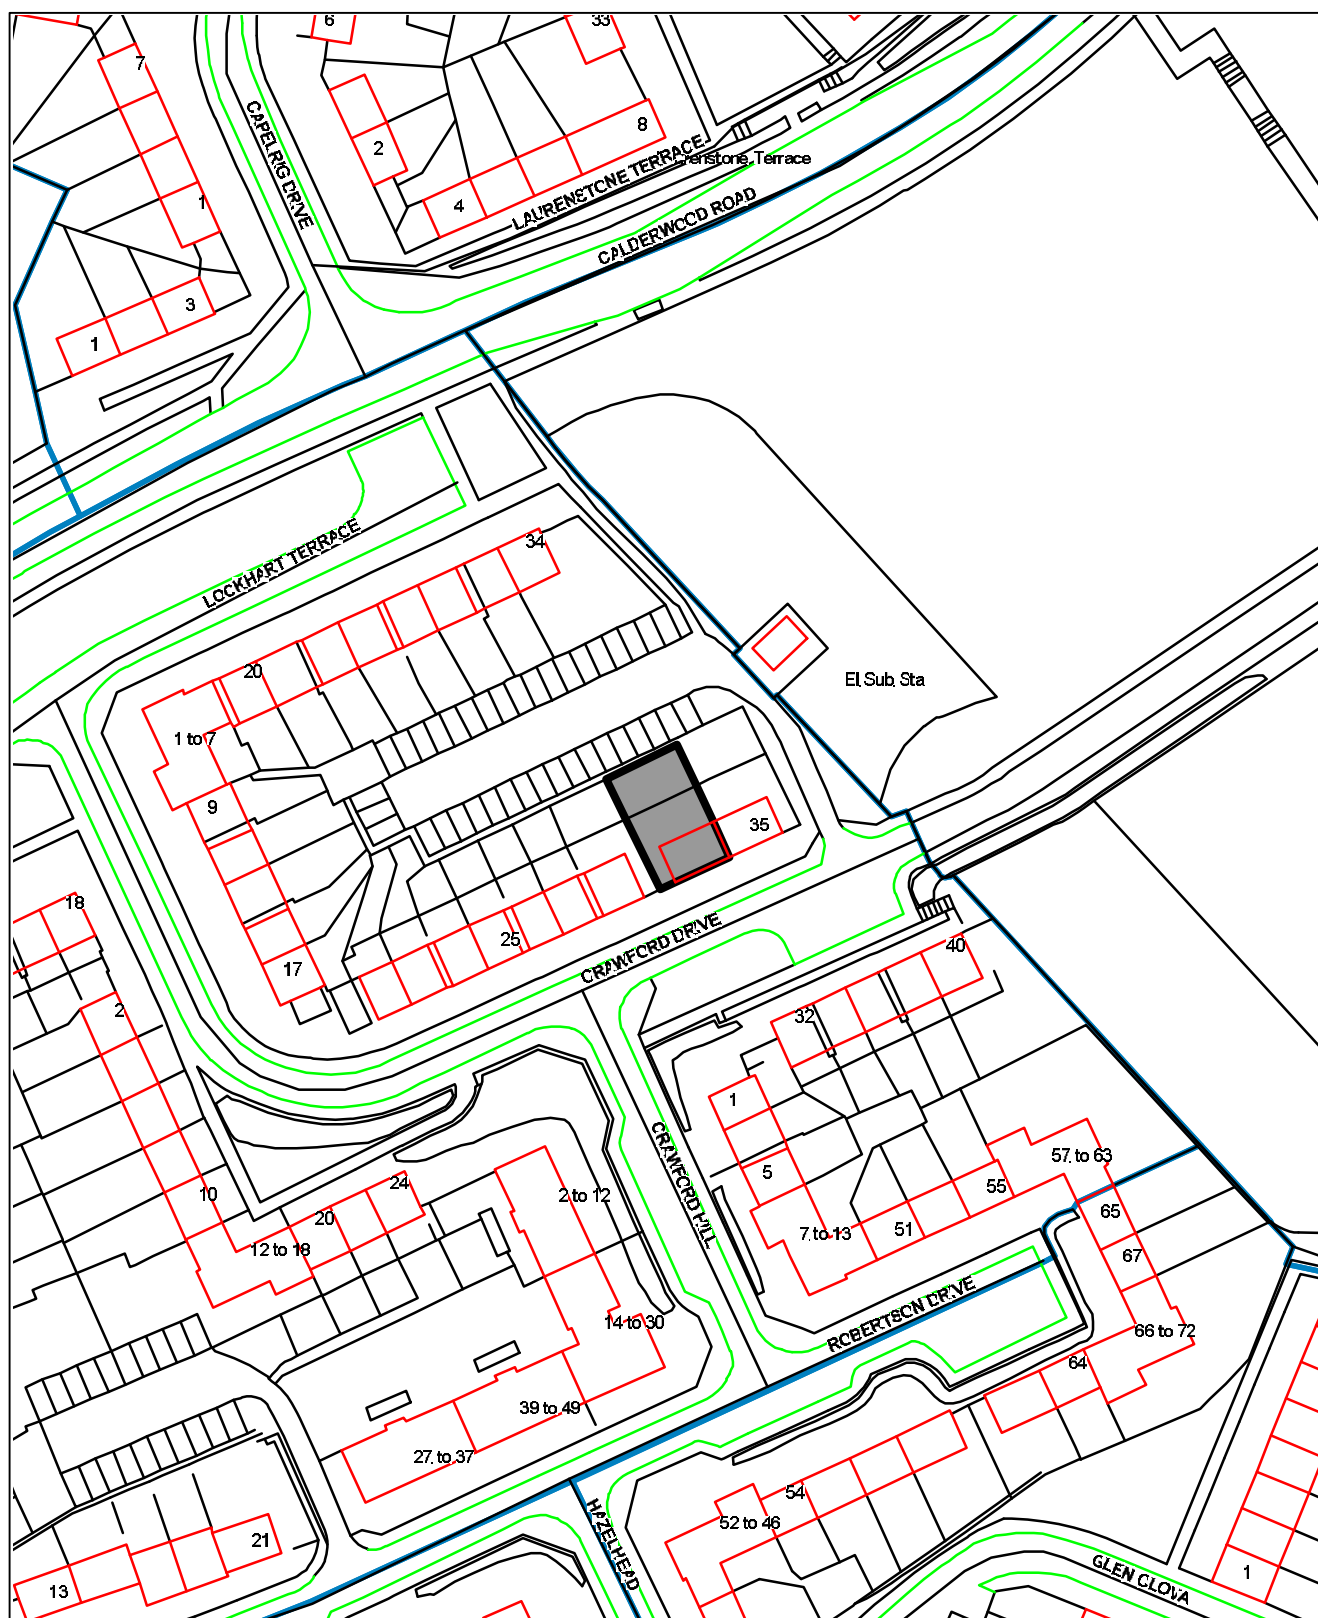 6
33
7
CAPELRIG DRIVE
2
8
LAURENSTONE TERRACE
renstone Terrace
1
4
CALDERWOOD ROAD
3
1
LOCKHART TERRACE
34
20
El Sub Sta
1 to 7
9
35
18
25
CRAWFORD DRIVE
40
17
2
32
1
CRAWFORD HILL
57 to 63
5
24
2 to 12
55
10
20
65
12 to 18
7 to 13
51
67
14 to 30
ROBERTSON DRIVE
66 to 72
64
39 to 49
27 to 37
54
52 to 46
HAZELHEAD
21
GLEN CLOVA
1
13